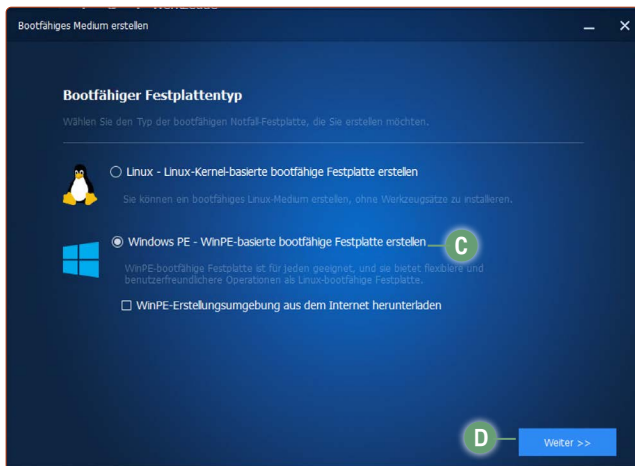 Bootfähiges Medium erstellen
Bootfähiger Festplattentyp
Wählen Sie den Typ der bootfähigen Notfall-Festplatte, die Sie erstellen möchten.
Linux - Linux-Kernel-basierte bootfähige Festplatte erstellen
Sie können ein bootfähiges Linux-Medium erstellen, ohne Werkzeugsätze zu installieren.
Windows PE - WinPE-basierte bootfähige Festplatte erstellen
C
WinPE-bootfähige Festplatte ist für jeden geeignet, und sie bietet flexiblere und
benutzerfreundlichere Operationen als Linux-bootfähige Festplatte.
WinPE-Erstellungsumgebung aus dem Internet herunterladen
D
Weiter >>